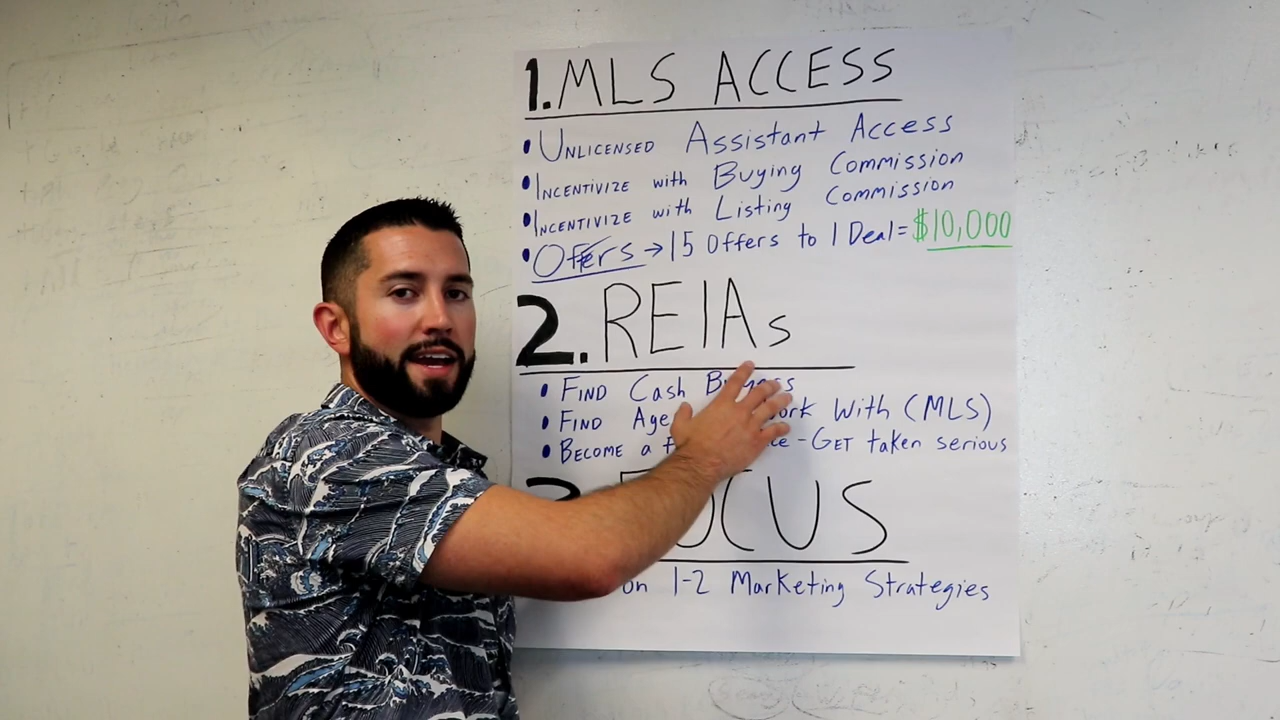 1. MLS ACCESS
• UNLICENSED Assistant Access
• INCENTIVIZE with Buying Commission
• INCENTIVIZE with Listing Commission
• Offers → 15 Offers to 1 Deal = $10,000
2. REIAs
• FIND Cash
• FIND With (MLS)
• BECOME a - GET taken serious
FOCUS
on 1-2 Marketing Strategies